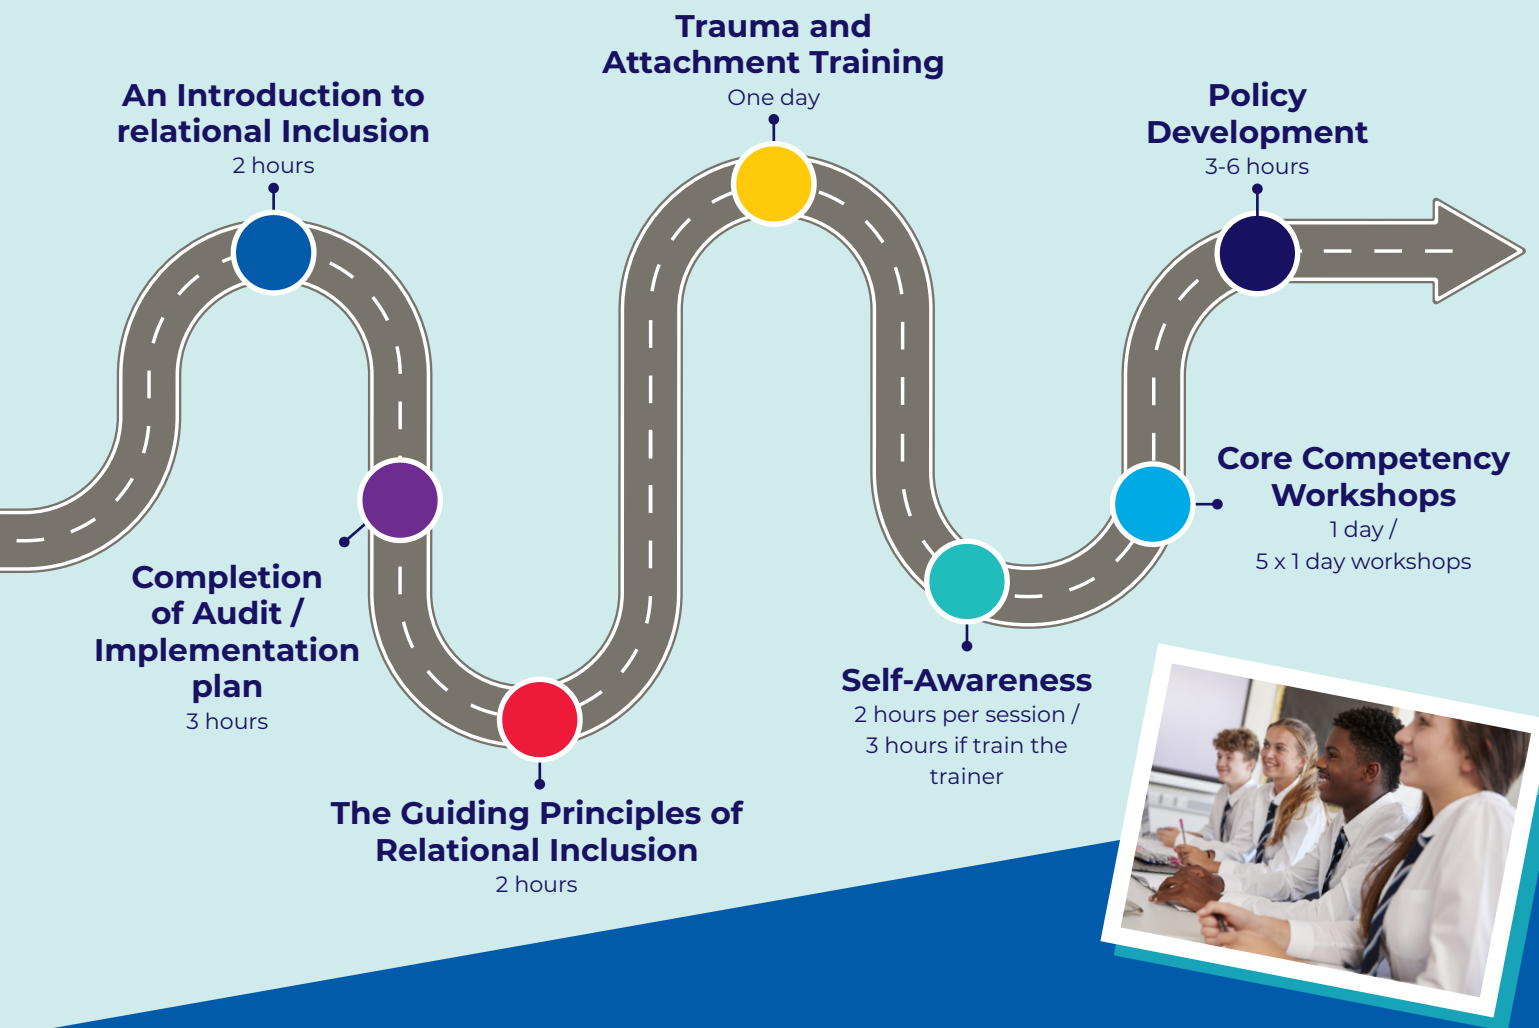 An Introduction to
relational Inclusion
2 hours
Completion
of Audit /
Implementation
plan
3 hours
The Guiding Principles of
Relational Inclusion
2 hours
Trauma and
Attachment Training
One day
Self-Awareness
2 hours per session /
3 hours if train the
trainer
Core Competency
Workshops
1 day /
5 x 1 day workshops
Policy
Development
3-6 hours